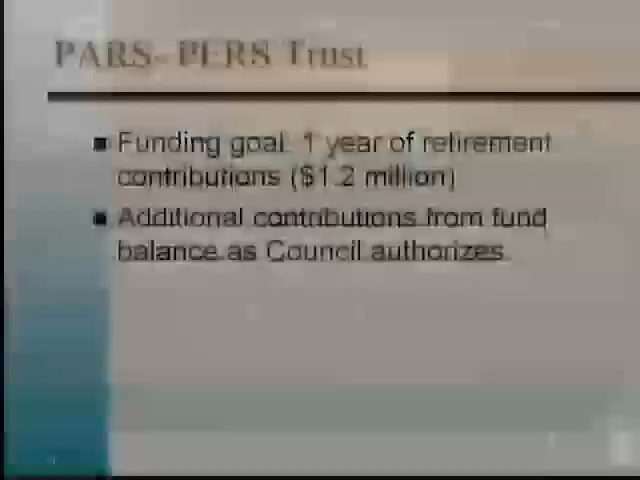 PARS- PERS Trust
■ Funding goal: 1 year of retirement
contributions ($1.2 million)
■ Additional contributions from fund
balance as Council authorizes